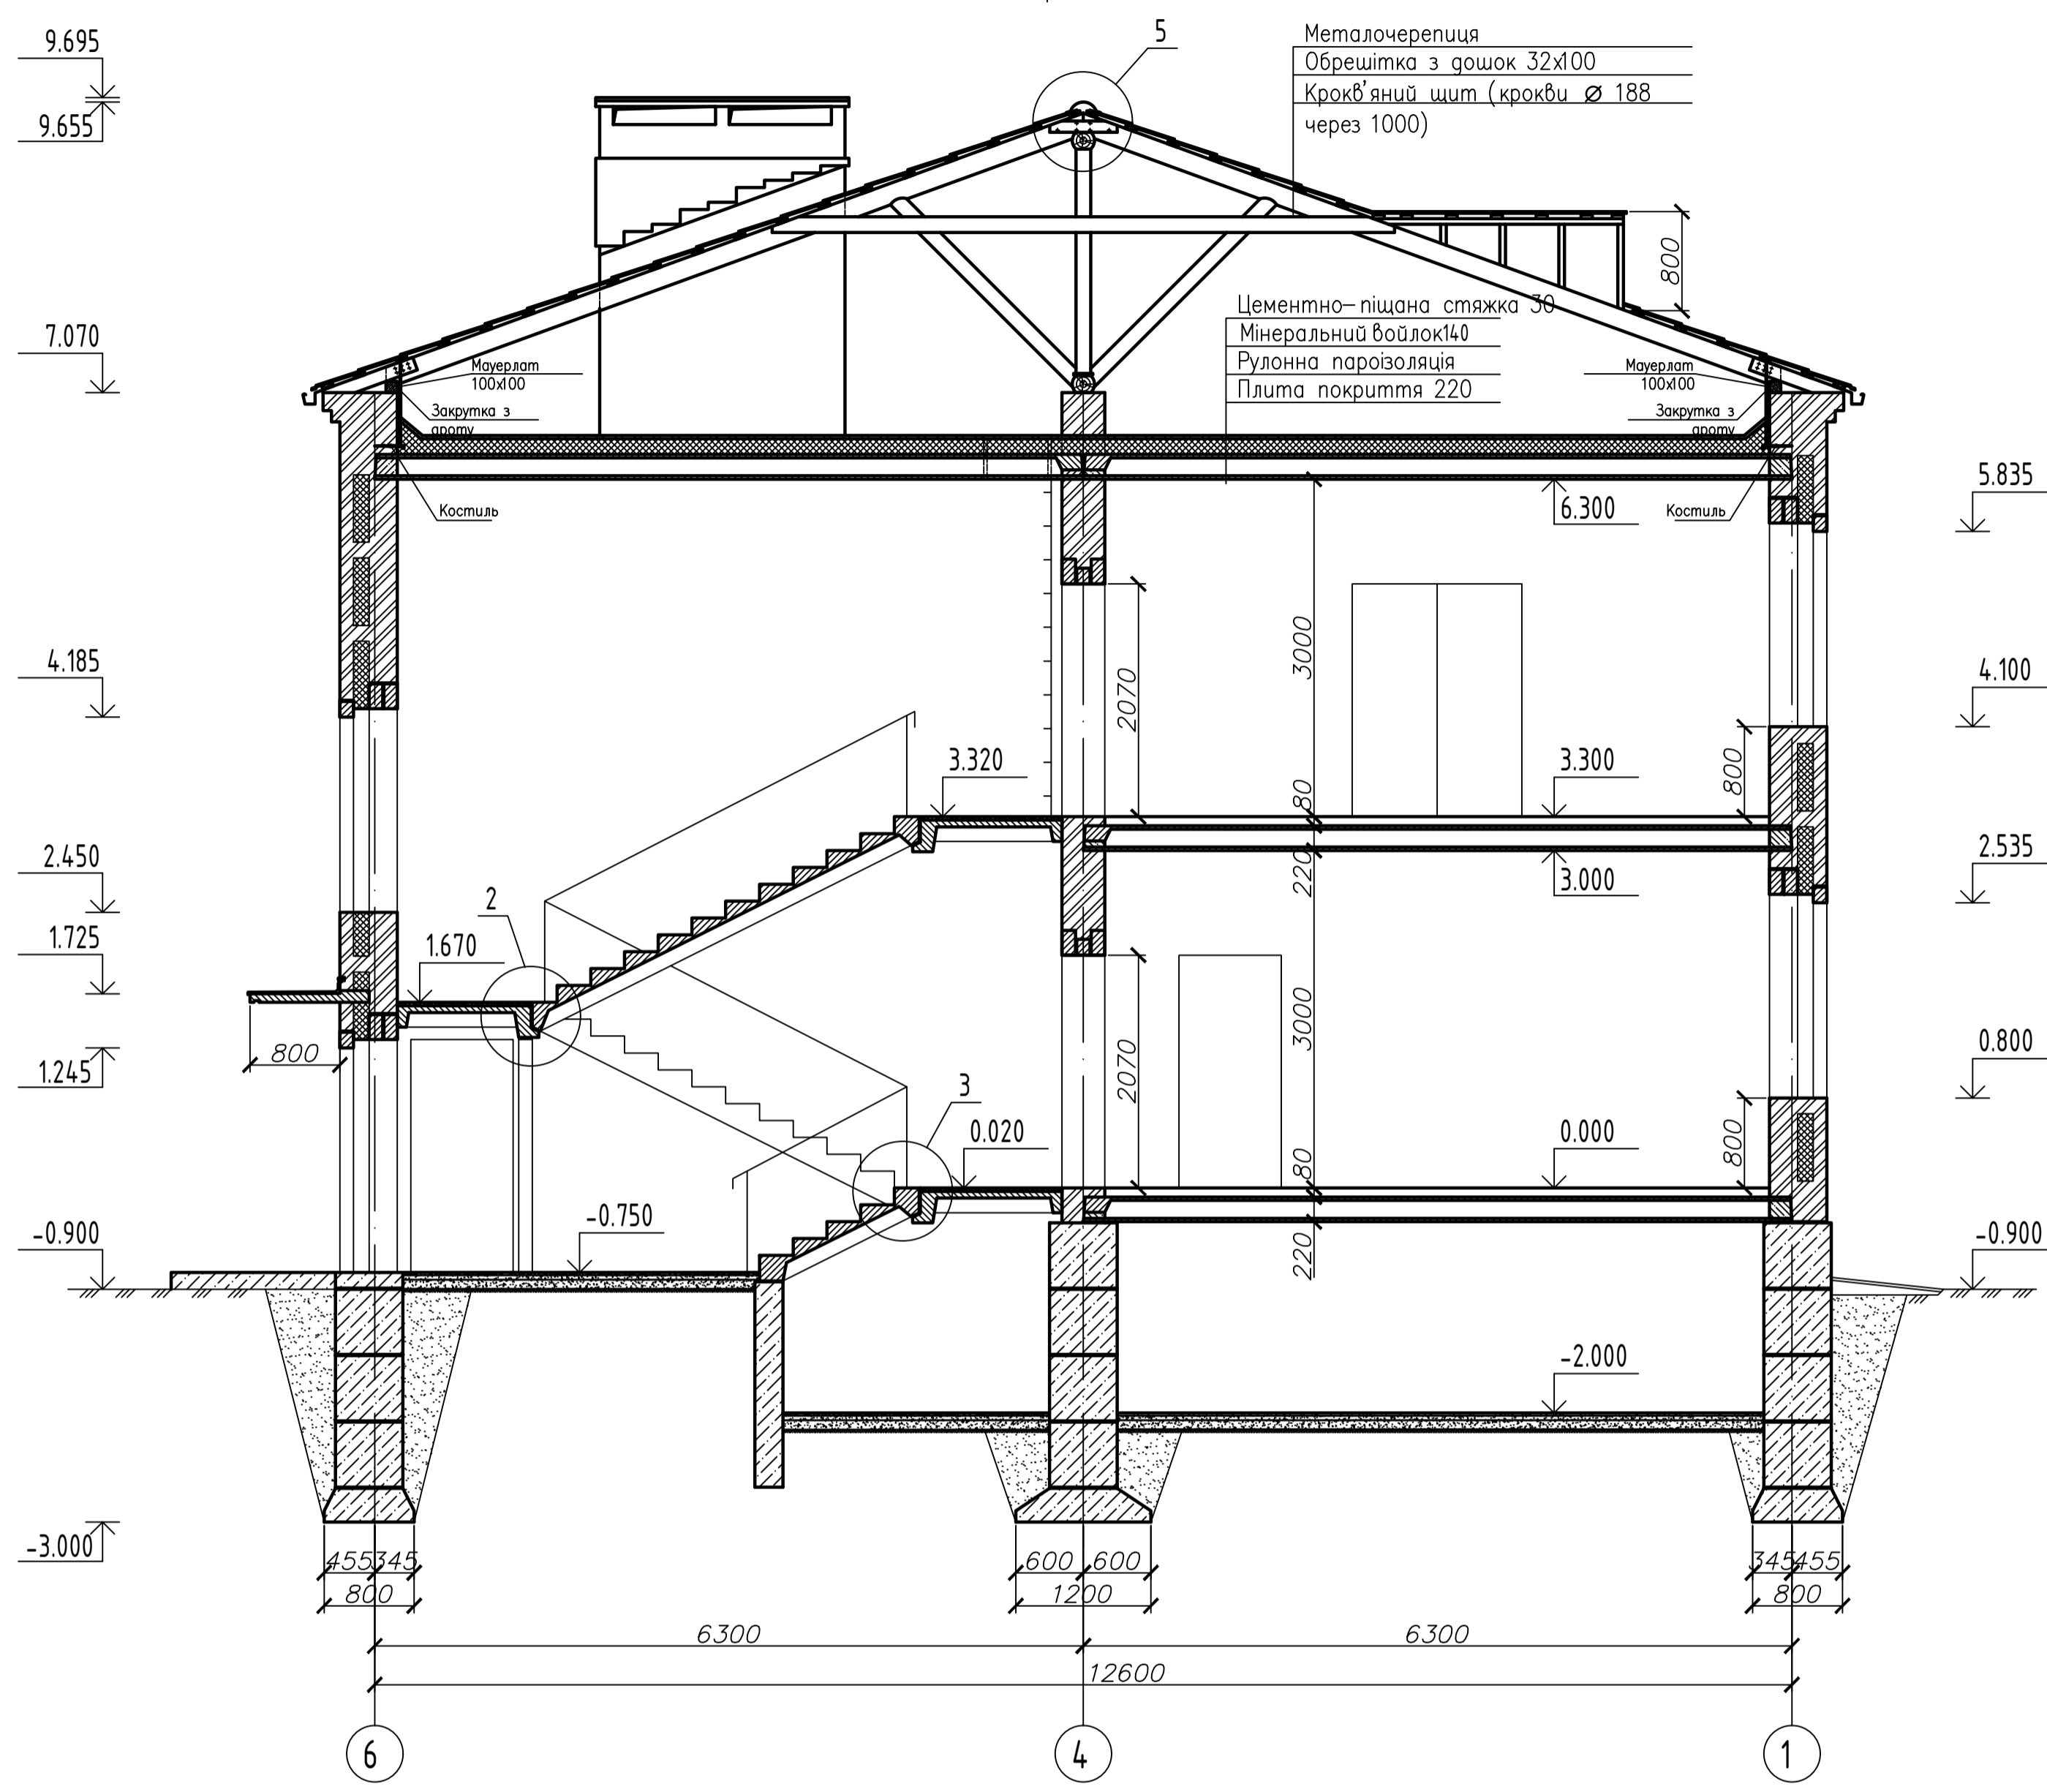 9.695
9.655
5
Металочерепиця
Обрешітка з дошок 32х100
Крокв'яний щит (крокви ⌀ 188
через 1000)
800
7.070
Мауерлат
100х100
Закрутка з
дроту
Цементно–піщана стяжка 30
Мінеральний войлок140
Рулонна пароізоляція
Плита покриття 220
Мауерлат
100х100
Закрутка з
дроту
Костиль
6.300
Костиль
5.835
4.185
3000
2070
4.100
3.320
80
3.300
800
2.450
2
220
3.000
2.535
1.725
1.670
800
1.245
3000
2070
0.800
3
0.020
80
0.000
800
-0.900
-0.750
220
-0.900
-2.000
-3.000
455
345
800
600
600
1200
345
455
800
6300
6300
12600
6
4
1